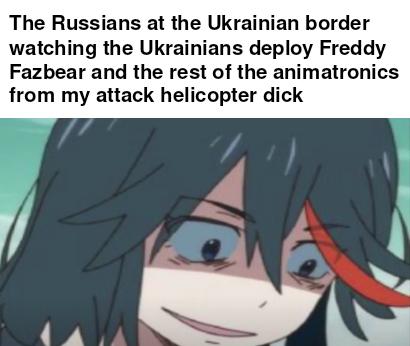 The Russians at the Ukrainian border
watching the Ukrainians deploy Freddy
Fazbear and the rest of the animatronics
from my attack helicopter dick